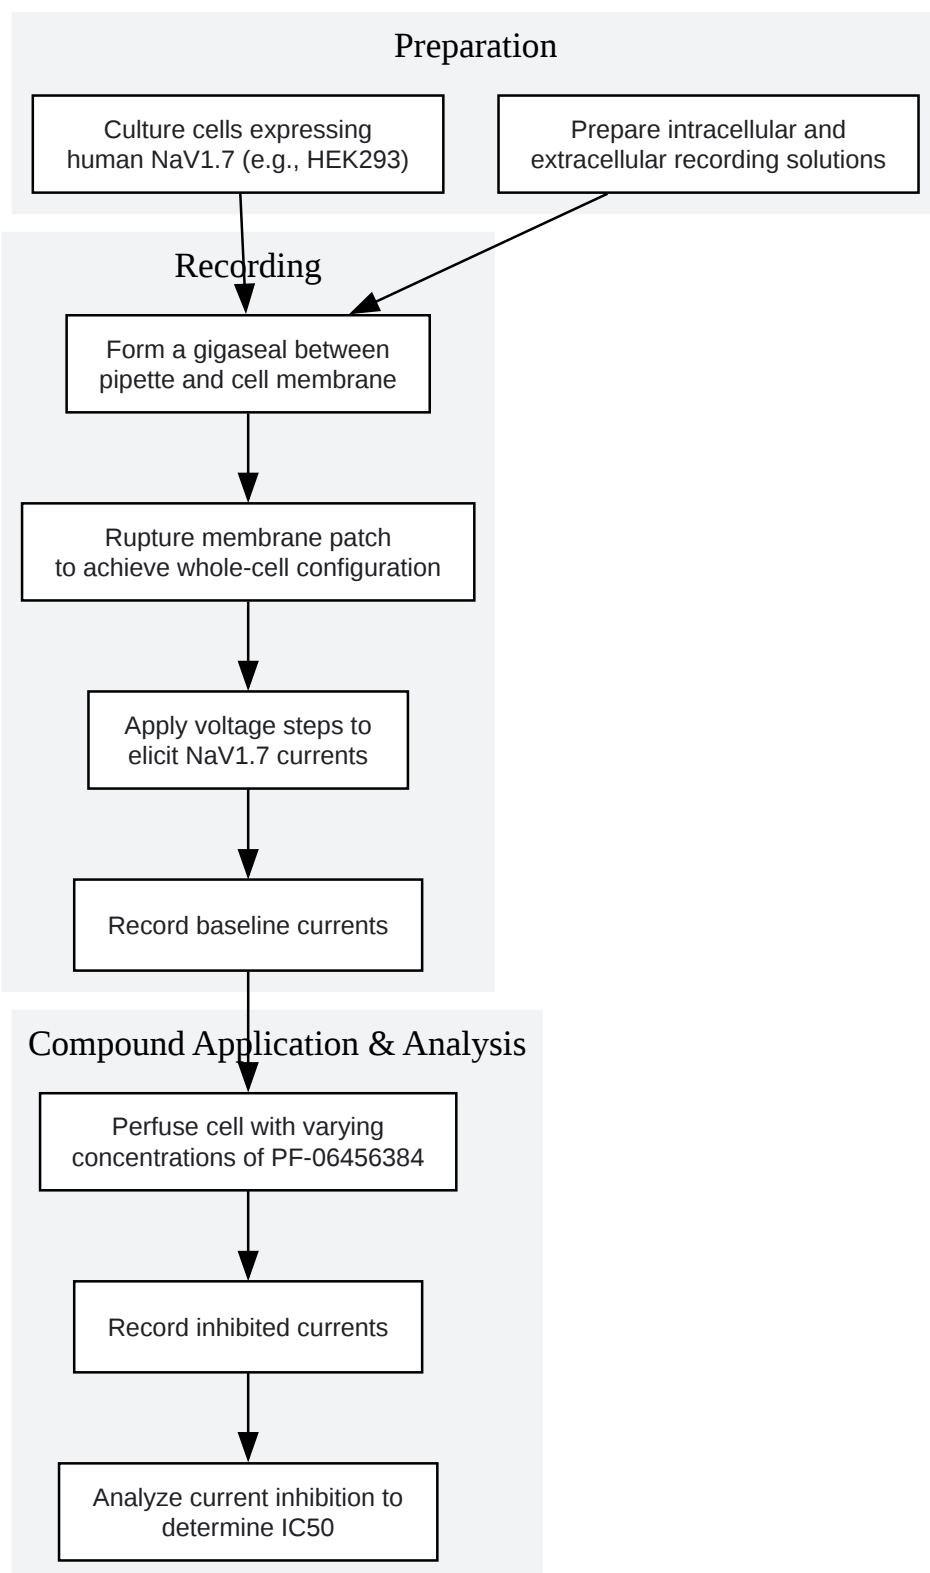 Preparation
Culture cells expressing
human NaV1.7 (e.g., HEK293)
Prepare intracellular and
extracellular recording solutions
Recording
Form a gigaseal between
pipette and cell membrane
Rupture membrane patch
to achieve whole-cell configuration
Apply voltage steps to
elicit NaV1.7 currents
Record baseline currents
Compound Application & Analysis
Perfuse cell with varying
concentrations of PF-06456384
Record inhibited currents
Analyze current inhibition to
determine IC50